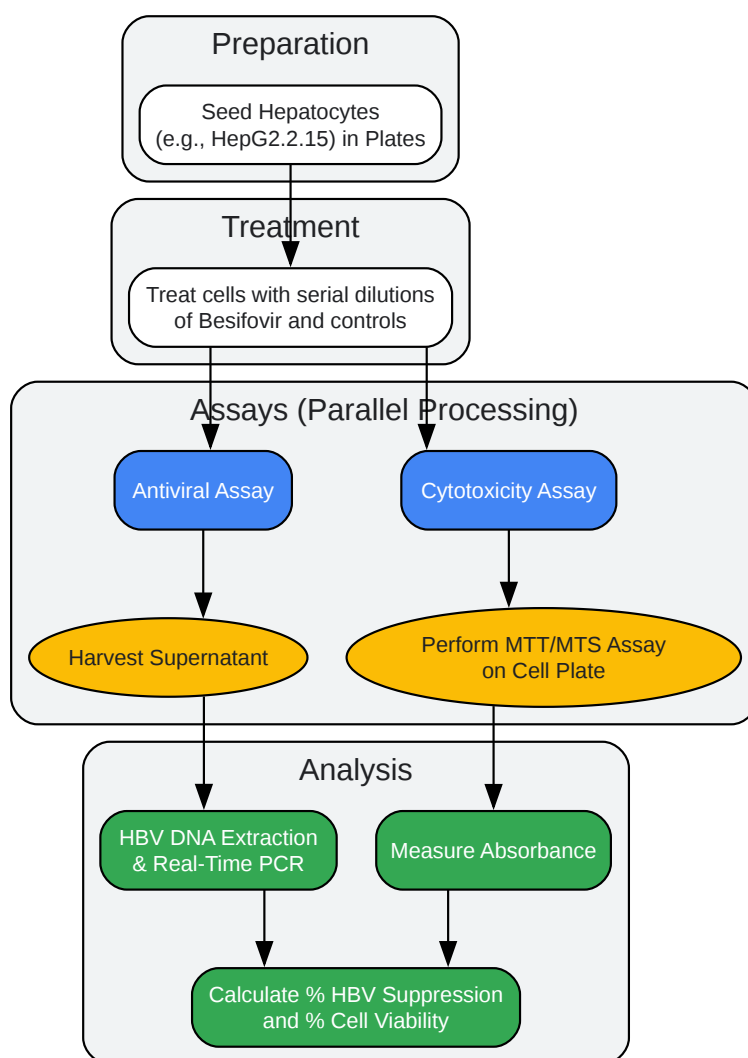 Preparation
Seed Hepatocytes
(e.g., HepG2.2.15) in Plates
Treatment
Treat cells with serial dilutions
of Besifovir and controls
Assays (Parallel Processing)
Antiviral Assay
Cytotoxicity Assay
Harvest Supernatant
Perform MTT/MTS Assay
on Cell Plate
Analysis
HBV DNA Extraction
& Real-Time PCR
Measure Absorbance
Calculate % HBV Suppression
and % Cell Viability